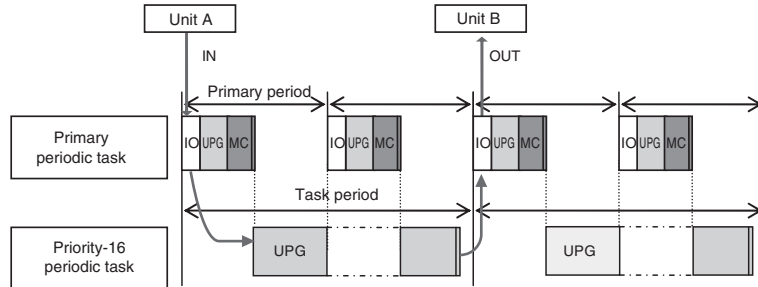 Unit A
Unit B
IN
OUT
Primary period
Primary
periodic task
IO UPG MC
IO UPG MC
IO UPG MC
IO UPG MC
Task period
Priority-16
periodic task
UPG
UPG